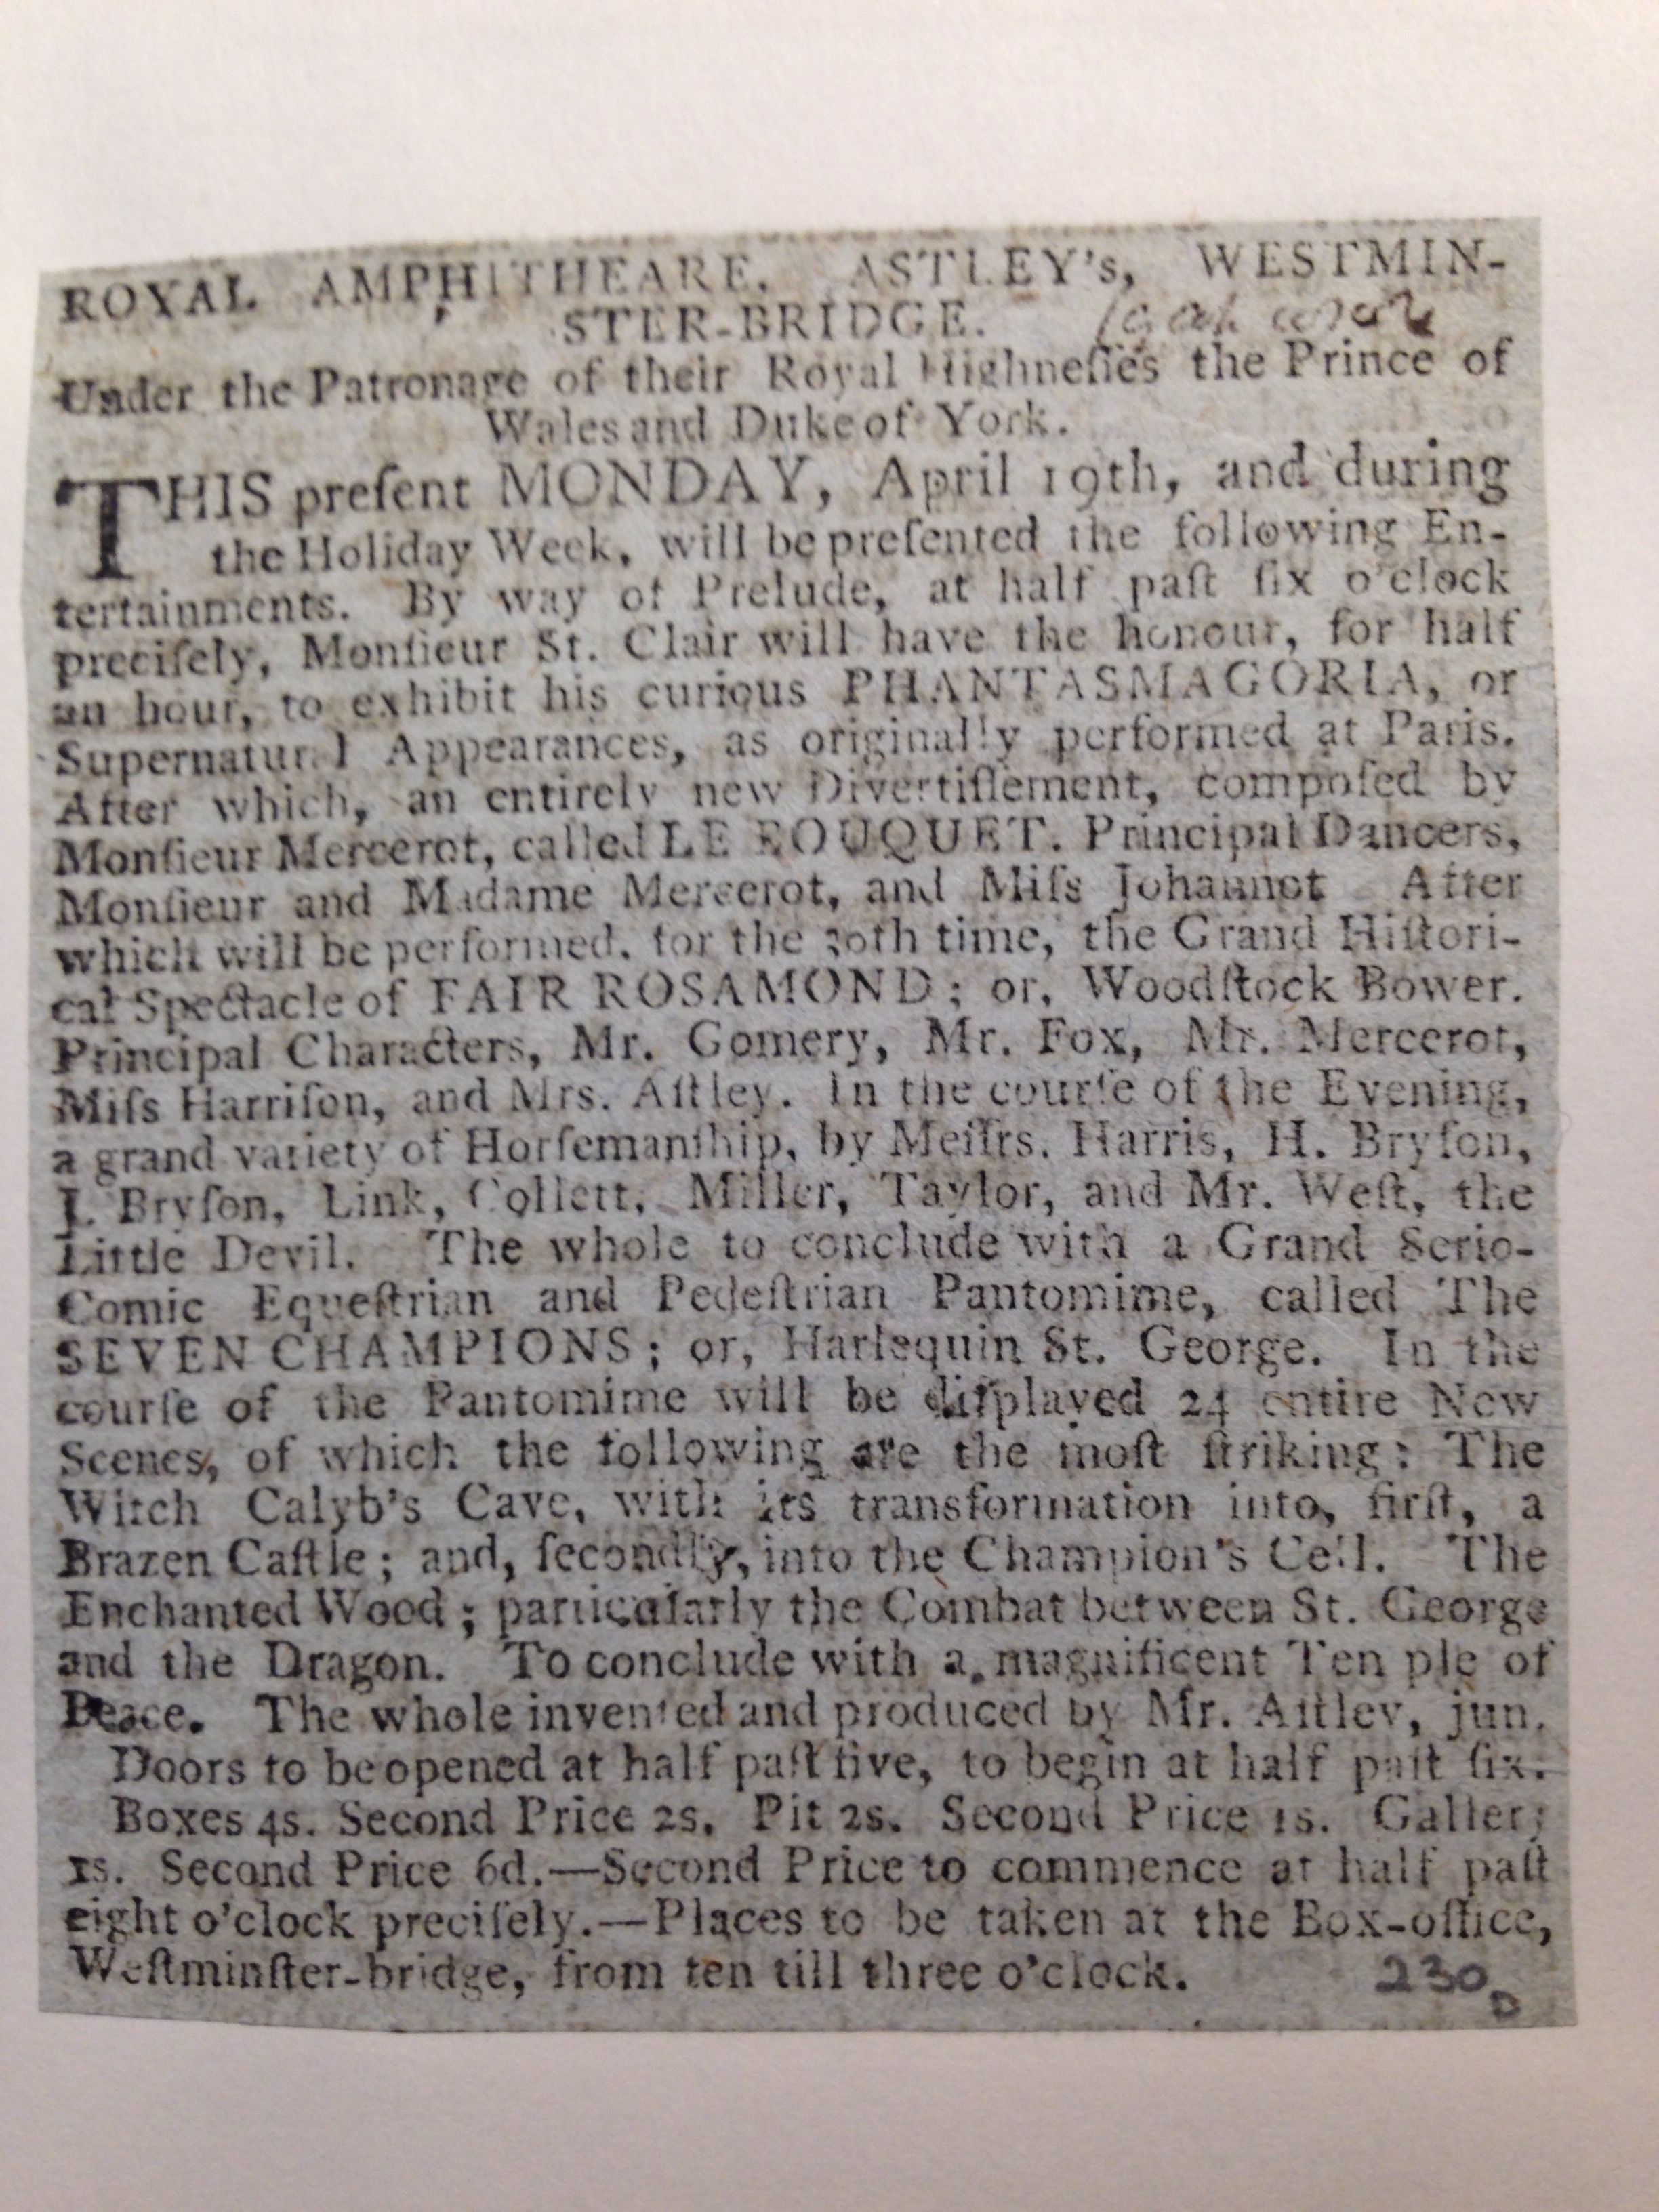 ROYAL AMPHITHEARE. ASTLEY's, WESTMIN-
STER-BRIDGE.
Under the Patronage of their Royal Highneſſes the Prince of
Wales and Duke of York.
THIS preſent MONDAY, April 19th, and during
the Holiday Week, will be preſented the following En-
tertainments. By way of Prelude, at half paſt ſix o'clock
preciſely, Monſieur St. Clair will have the honour, for half
an hour, to exhibit his curious PHANTASMAGORIA, or
Supernatural Appearances, as originally performed at Paris.
After which, an entirely new Divertiſſement, compoſed by
Monſieur Mercerot, called LE BOUQUET. Principal Dancers,
Monſieur and Madame Mercerot, and Miſs Johannot After
which will be performed, for the time, the Grand Hiſtori-
cal Spectacle of FAIR ROSAMOND; or, Woodſtock Bower.
Principal Characters, Mr. Gomery, Mr. Fox, Mr. Mercerot,
Miſs Harriſon, and Mrs. Aſtley. In the courſe of the Evening,
a grand variety of Horſemanſhip, by Meſſrs. Harris, H. Bryſon,
J. Bryſon, Link, Collett, Miller, Taylor, and Mr. Weſt, the
Little Devil. The whole to conclude with a Grand Serio-
Comic Equeſtrian and Pedeſtrian Pantomime, called The
SEVEN CHAMPIONS; or, Harlequin St. George. In the
courſe of the Pantomime will be diſplayed 24 entire New
Scenes, of which the following are the moſt ſtriking: The
Witch Calyb's Cave, with its transformation into, firſt, a
Brazen Caſtle; and, ſecondly, into the Champion's Cell. The
Enchanted Wood; particularly the Combat between St. George
and the Dragon. To conclude with a magnificent Temple of
Peace. The whole invented and produced by Mr. Aſtley, jun.
Doors to be opened at half paſt five, to begin at half paſt ſix.
Boxes 4s. Second Price 2s. Pit 2s. Second Price 1s. Gallery
1s. Second Price 6d.—Second Price to commence at half paſt
eight o'clock preciſely.—Places to be taken at the Box-office,
Weſtminſter-bridge, from ten till three o'clock.
230 D